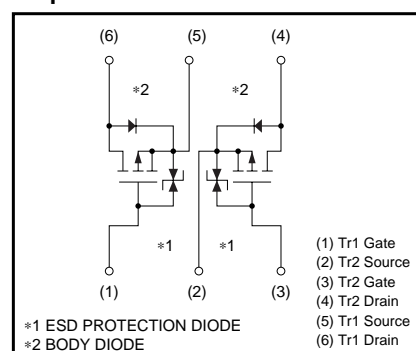 (6) (5) (4)
∗2 ∗2
∗1 ∗1
(1) (2) (3)
(1) Tr1 Gate
(2) Tr2 Source
(3) Tr2 Gate
(4) Tr2 Drain
(5) Tr1 Source
(6) Tr1 Drain
∗1 ESD PROTECTION DIODE
∗2 BODY DIODE